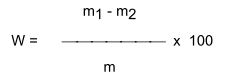 m₁ - m₂
W = ——————— x 100
m